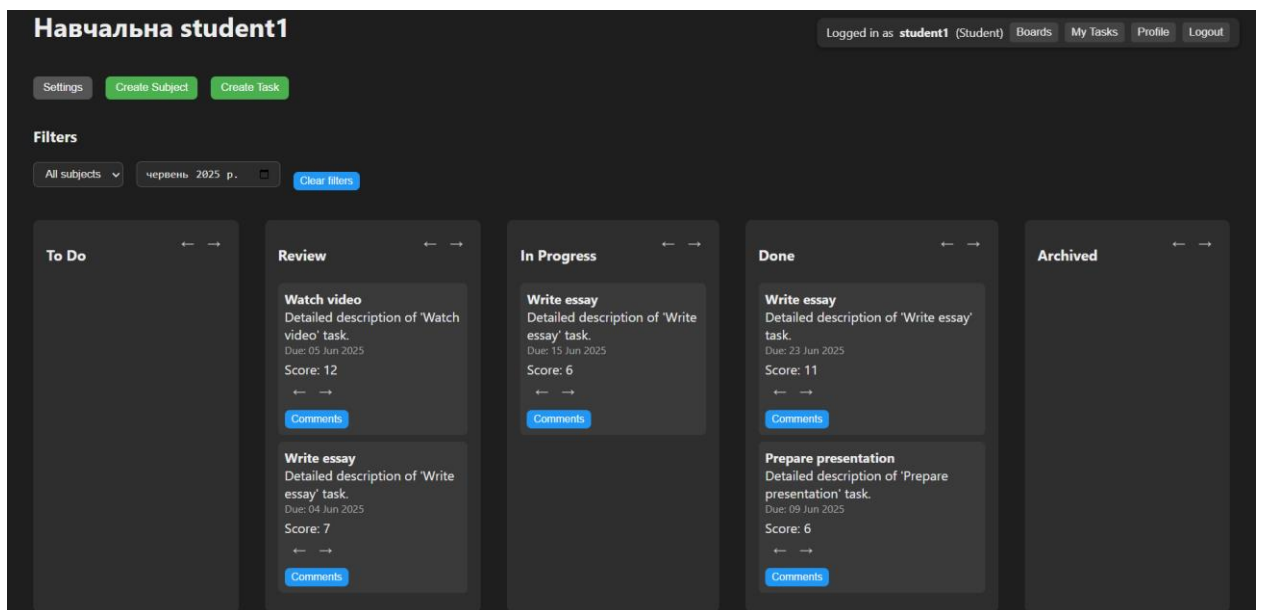 Навчальна student1
Logged in as student1 (Student) Boards My Tasks Profile Logout
Settings Create Subject Create Task
Filters
All subjects червень 2025 р. Clear filters
To Do ← →
Review ← →
Watch video
Detailed description of 'Watch
video' task.
Due: 05 Jun 2025
Score: 12
← →
Comments
Write essay
Detailed description of 'Write
essay' task.
Due: 04 Jun 2025
Score: 7
← →
Comments
In Progress ← →
Write essay
Detailed description of 'Write
essay' task.
Due: 15 Jun 2025
Score: 6
← →
Comments
Done ← →
Write essay
Detailed description of 'Write essay'
task.
Due: 23 Jun 2025
Score: 11
← →
Comments
Prepare presentation
Detailed description of 'Prepare
presentation' task.
Due: 09 Jun 2025
Score: 6
← →
Comments
Archived ← →